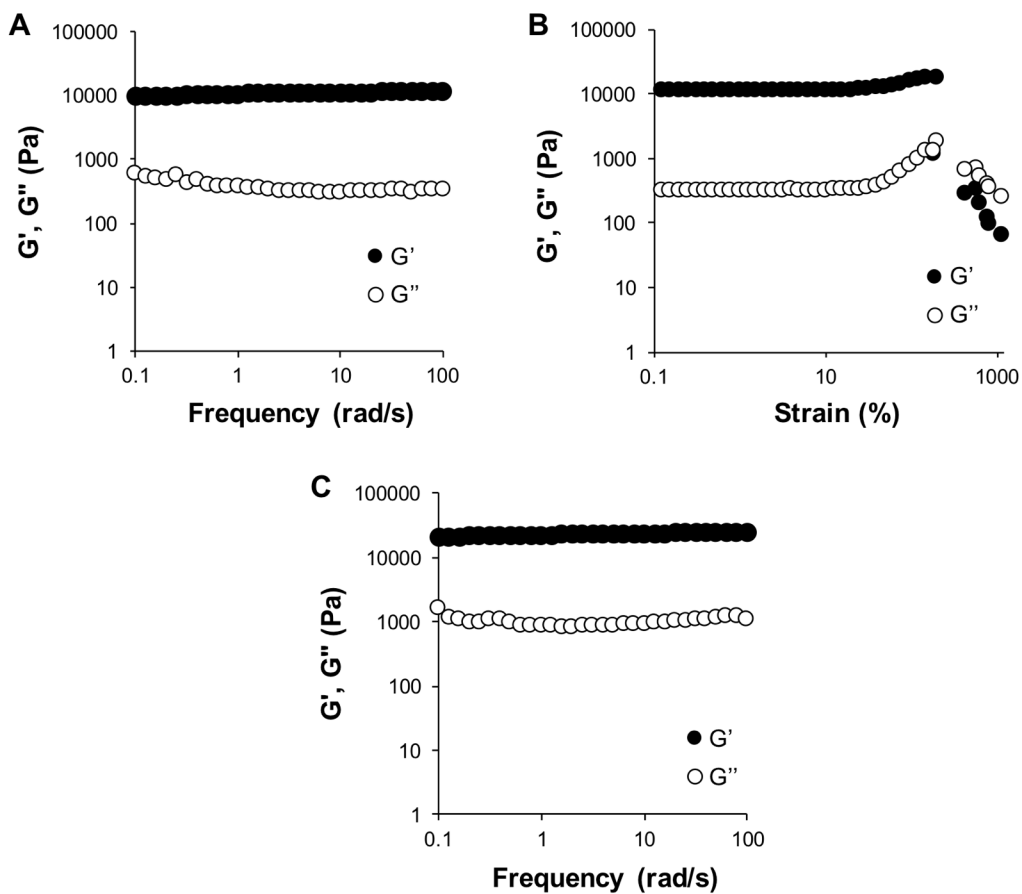 A
100000
10000
1000
100
10
1
G', G" (Pa)
G’
G’’
0.1 1 10 100
Frequency (rad/s)
B
100000
10000
1000
100
10
1
G', G" (Pa)
G’
G’’
0.1 10 1000
Strain (%)
C
100000
10000
1000
100
10
1
G', G" (Pa)
G’
G’’
0.1 1 10 100
Frequency (rad/s)